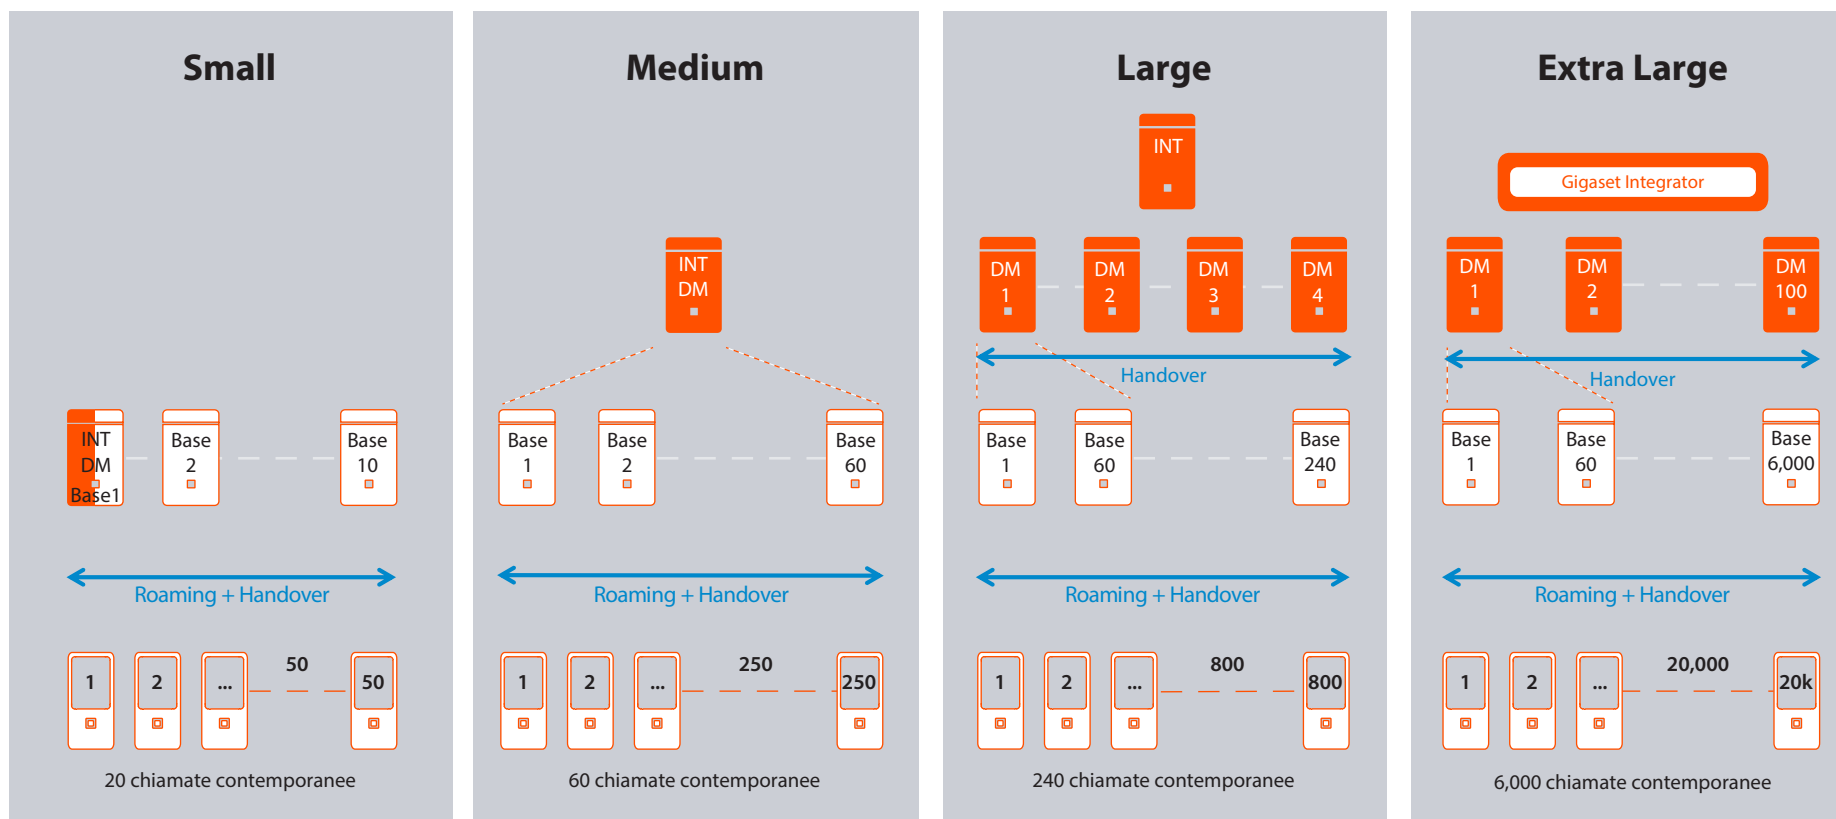 Small
INT
DM
Base1
Base
2
Base
10
Roaming + Handover
1
2
...
50
50
20 chiamate contemporanee
Medium
INT
DM
Base
1
Base
2
Base
60
Roaming + Handover
1
2
...
250
250
60 chiamate contemporanee
Large
INT
DM
1
DM
2
DM
3
DM
4
Handover
Base
1
Base
60
Base
240
Roaming + Handover
1
2
...
800
800
240 chiamate contemporanee
Extra Large
Gigaset Integrator
DM
1
DM
2
DM
100
Handover
Base
1
Base
60
Base
6,000
Roaming + Handover
1
2
...
20,000
20k
6,000 chiamate contemporanee